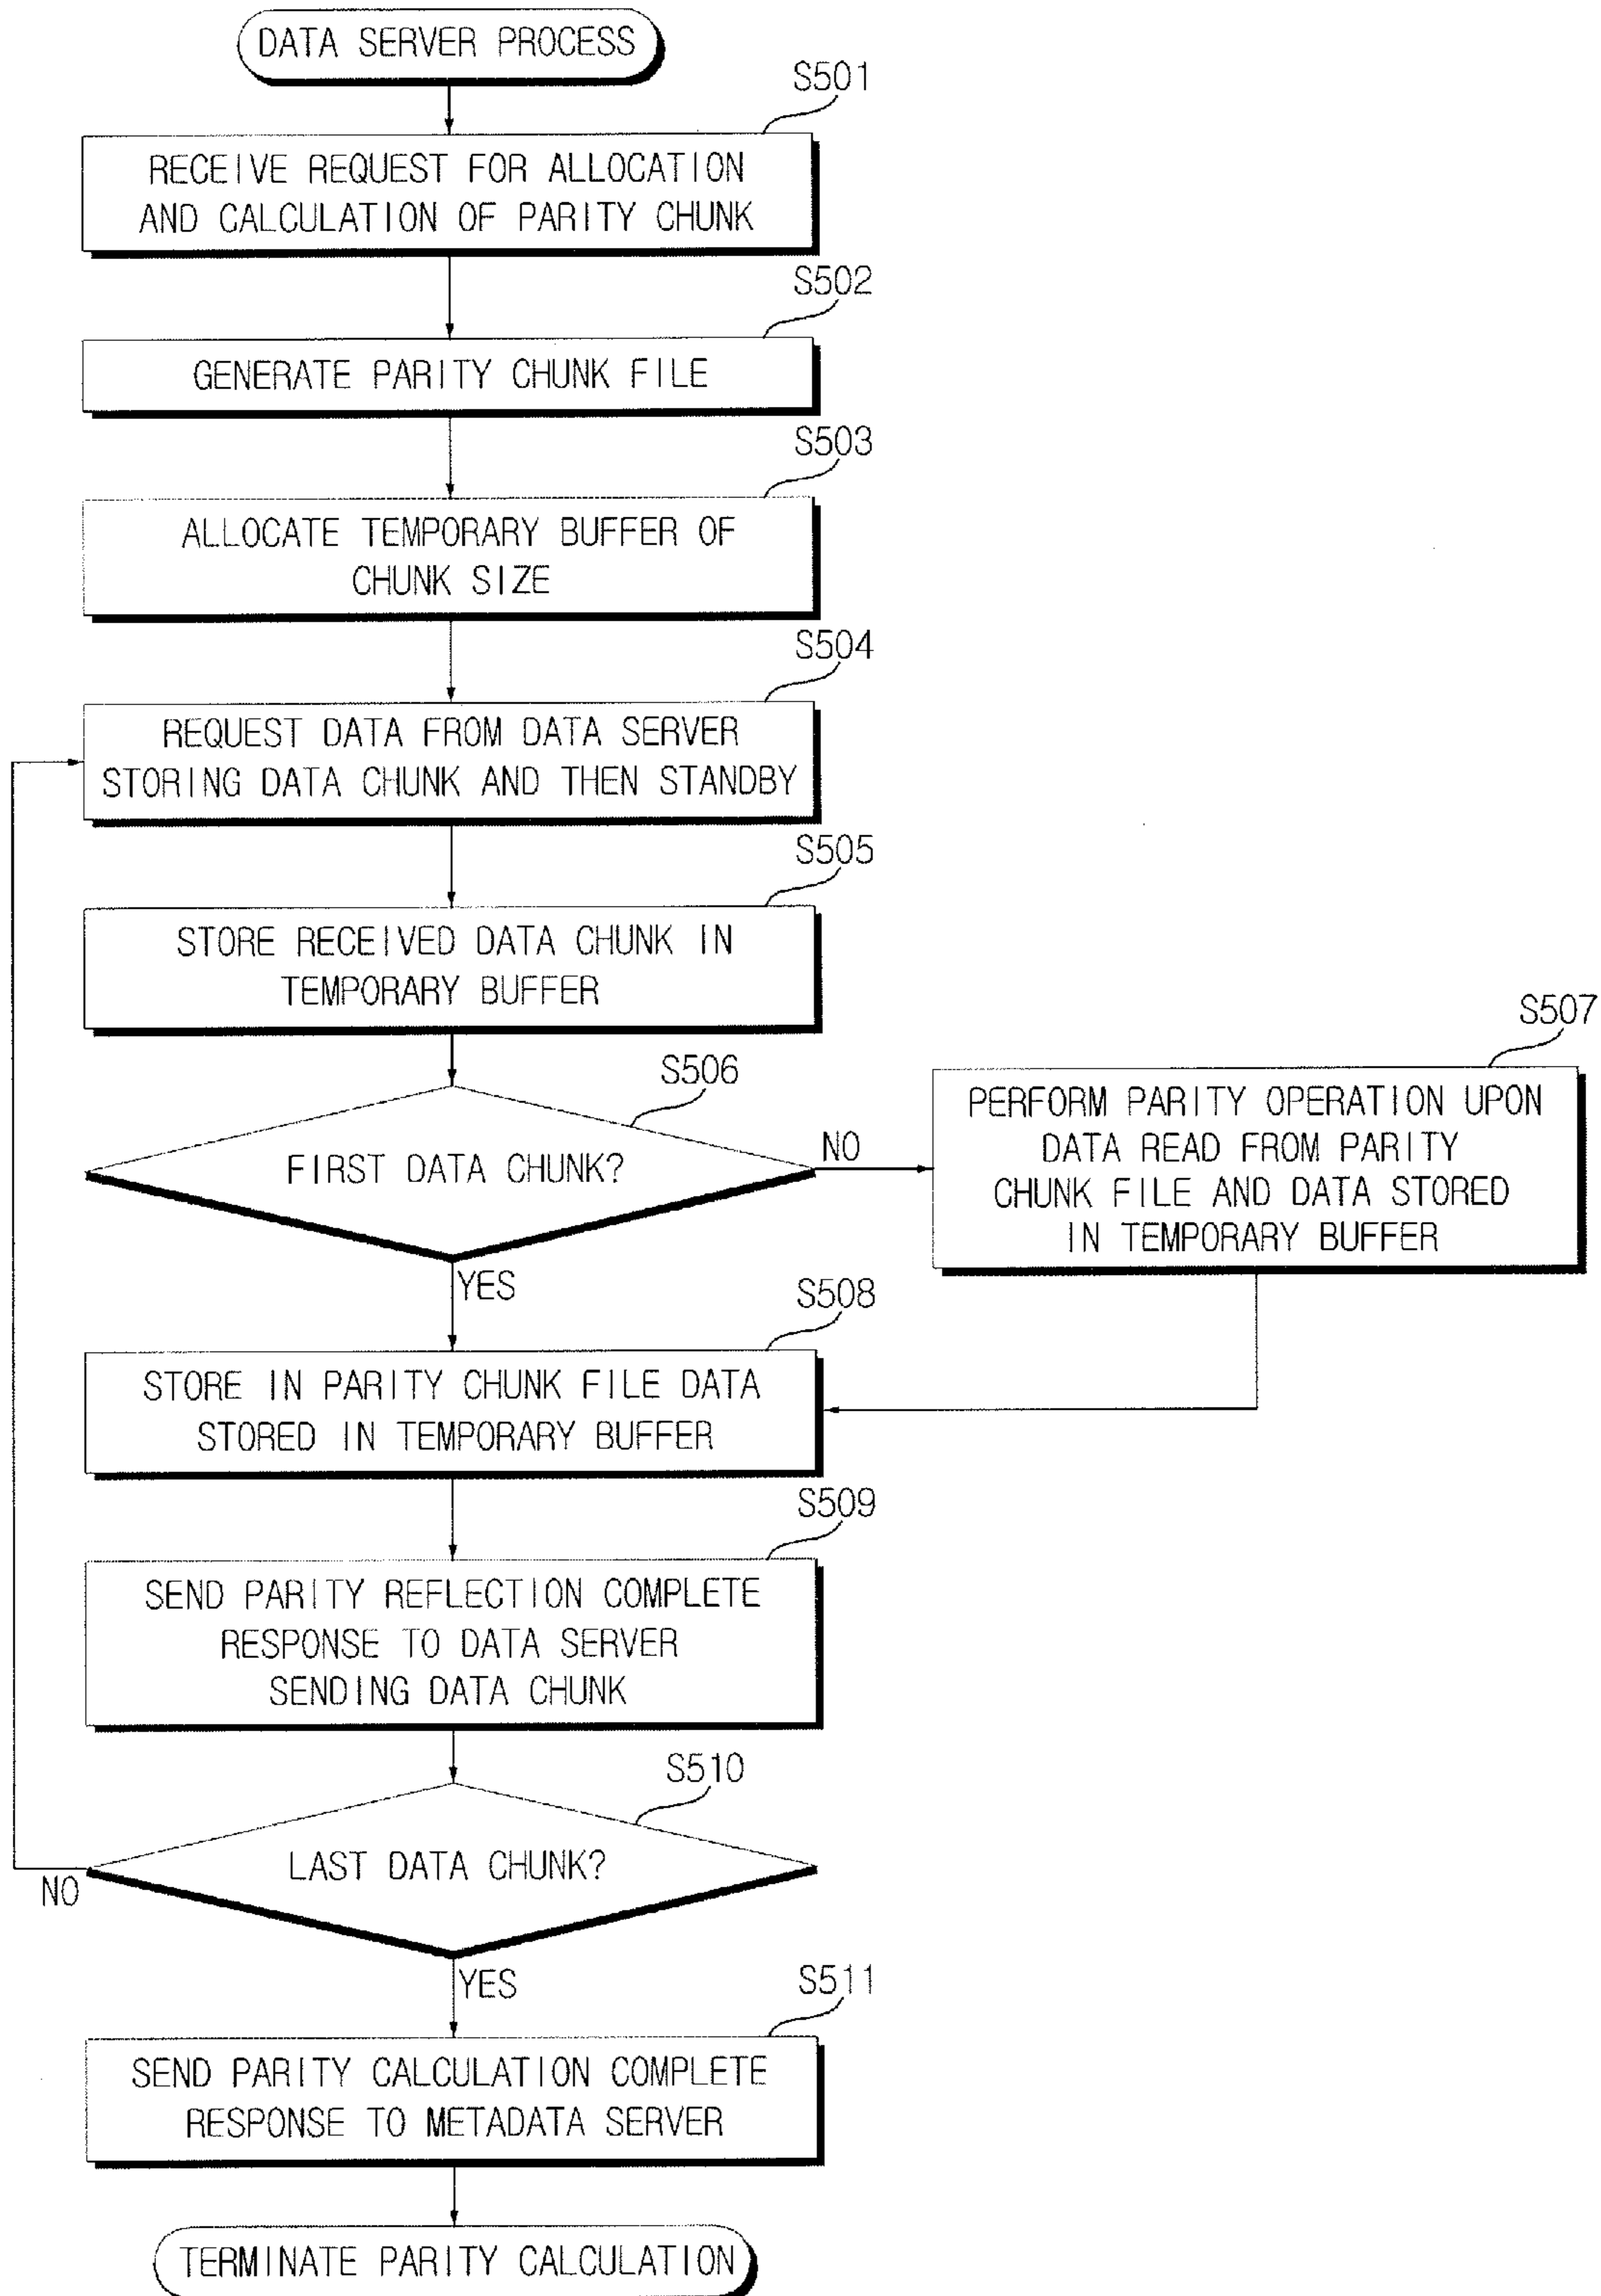 DATA SERVER PROCESS
S501
RECEIVE REQUEST FOR ALLOCATION
AND CALCULATION OF PARITY CHUNK
S502
GENERATE PARITY CHUNK FILE
S503
ALLOCATE TEMPORARY BUFFER OF
CHUNK SIZE
S504
REQUEST DATA FROM DATA SERVER
STORING DATA CHUNK AND THEN STANDBY
S505
STORE RECEIVED DATA CHUNK IN
TEMPORARY BUFFER
S506
FIRST DATA CHUNK?
NO
YES
S507
PERFORM PARITY OPERATION UPON
DATA READ FROM PARITY
CHUNK FILE AND DATA STORED
IN TEMPORARY BUFFER
S508
STORE IN PARITY CHUNK FILE DATA
STORED IN TEMPORARY BUFFER
S509
SEND PARITY REFLECTION COMPLETE
RESPONSE TO DATA SERVER
SENDING DATA CHUNK
S510
LAST DATA CHUNK?
NO
YES
S511
SEND PARITY CALCULATION COMPLETE
RESPONSE TO METADATA SERVER
TERMINATE PARITY CALCULATION